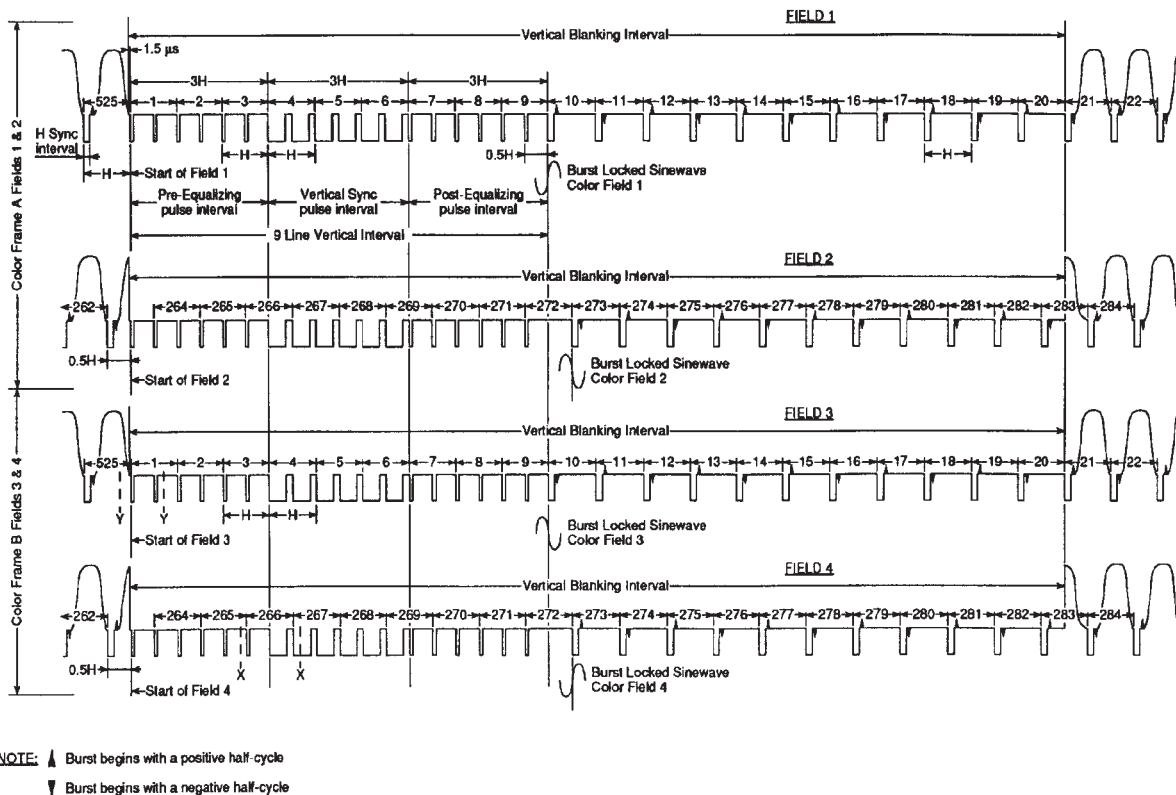 FIELD 1
Vertical Blanking Interval
1.5 µs
3H 3H 3H
525 1 2 3 4 5 6 7 8 9 10 11 12 13 14 15 16 17 18 19 20 21 22
H Sync
interval
H H 0.5H H
H Start of Field 1
Burst Locked Sinewave
Color Field 1
Pre-Equalizing
pulse interval
Vertical Sync
pulse interval
Post-Equalizing
pulse interval
9 Line Vertical Interval
Color Frame A Fields 1 & 2
FIELD 2
Vertical Blanking Interval
262 264 265 266 267 268 269 270 271 272 273 274 275 276 277 278 279 280 281 282 283 284
0.5H
Start of Field 2
Burst Locked Sinewave
Color Field 2
FIELD 3
Vertical Blanking Interval
525 1 2 3 4 5 6 7 8 9 10 11 12 13 14 15 16 17 18 19 20 21 22
Y Y H H
Start of Field 3
Burst Locked Sinewave
Color Field 3
Color Frame B Fields 3 & 4
FIELD 4
Vertical Blanking Interval
262 264 265 266 267 268 269 270 271 272 273 274 275 276 277 278 279 280 281 282 283 284
0.5H X X
Start of Field 4
Burst Locked Sinewave
Color Field 4
NOTE: Burst begins with a positive half-cycle
Burst begins with a negative half-cycle